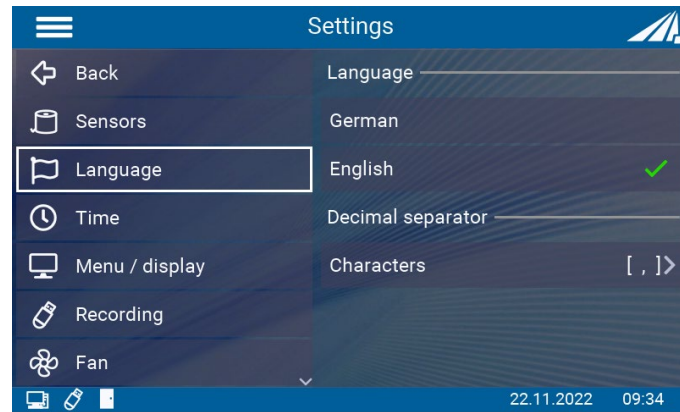 Settings
Back
Sensors
Language
Time
Menu / display
Recording
Fan
Language
German
English
Decimal separator
Characters [ , ]
22.11.2022 09:34